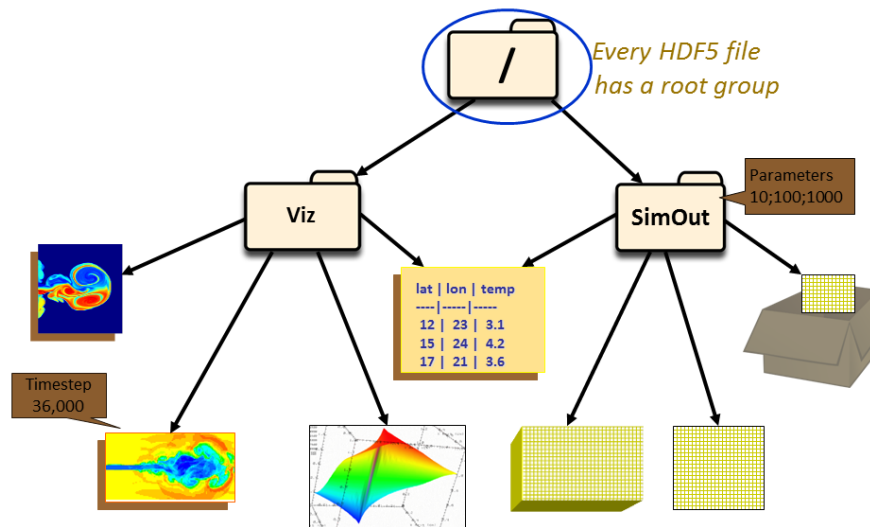 /
Every HDF5 file
has a root group
Parameters
10;100;1000
Viz
SimOut
lat | lon | temp
----|-----|-----
12 | 23 | 3.1
15 | 24 | 4.2
17 | 21 | 3.6
Timestep
36,000